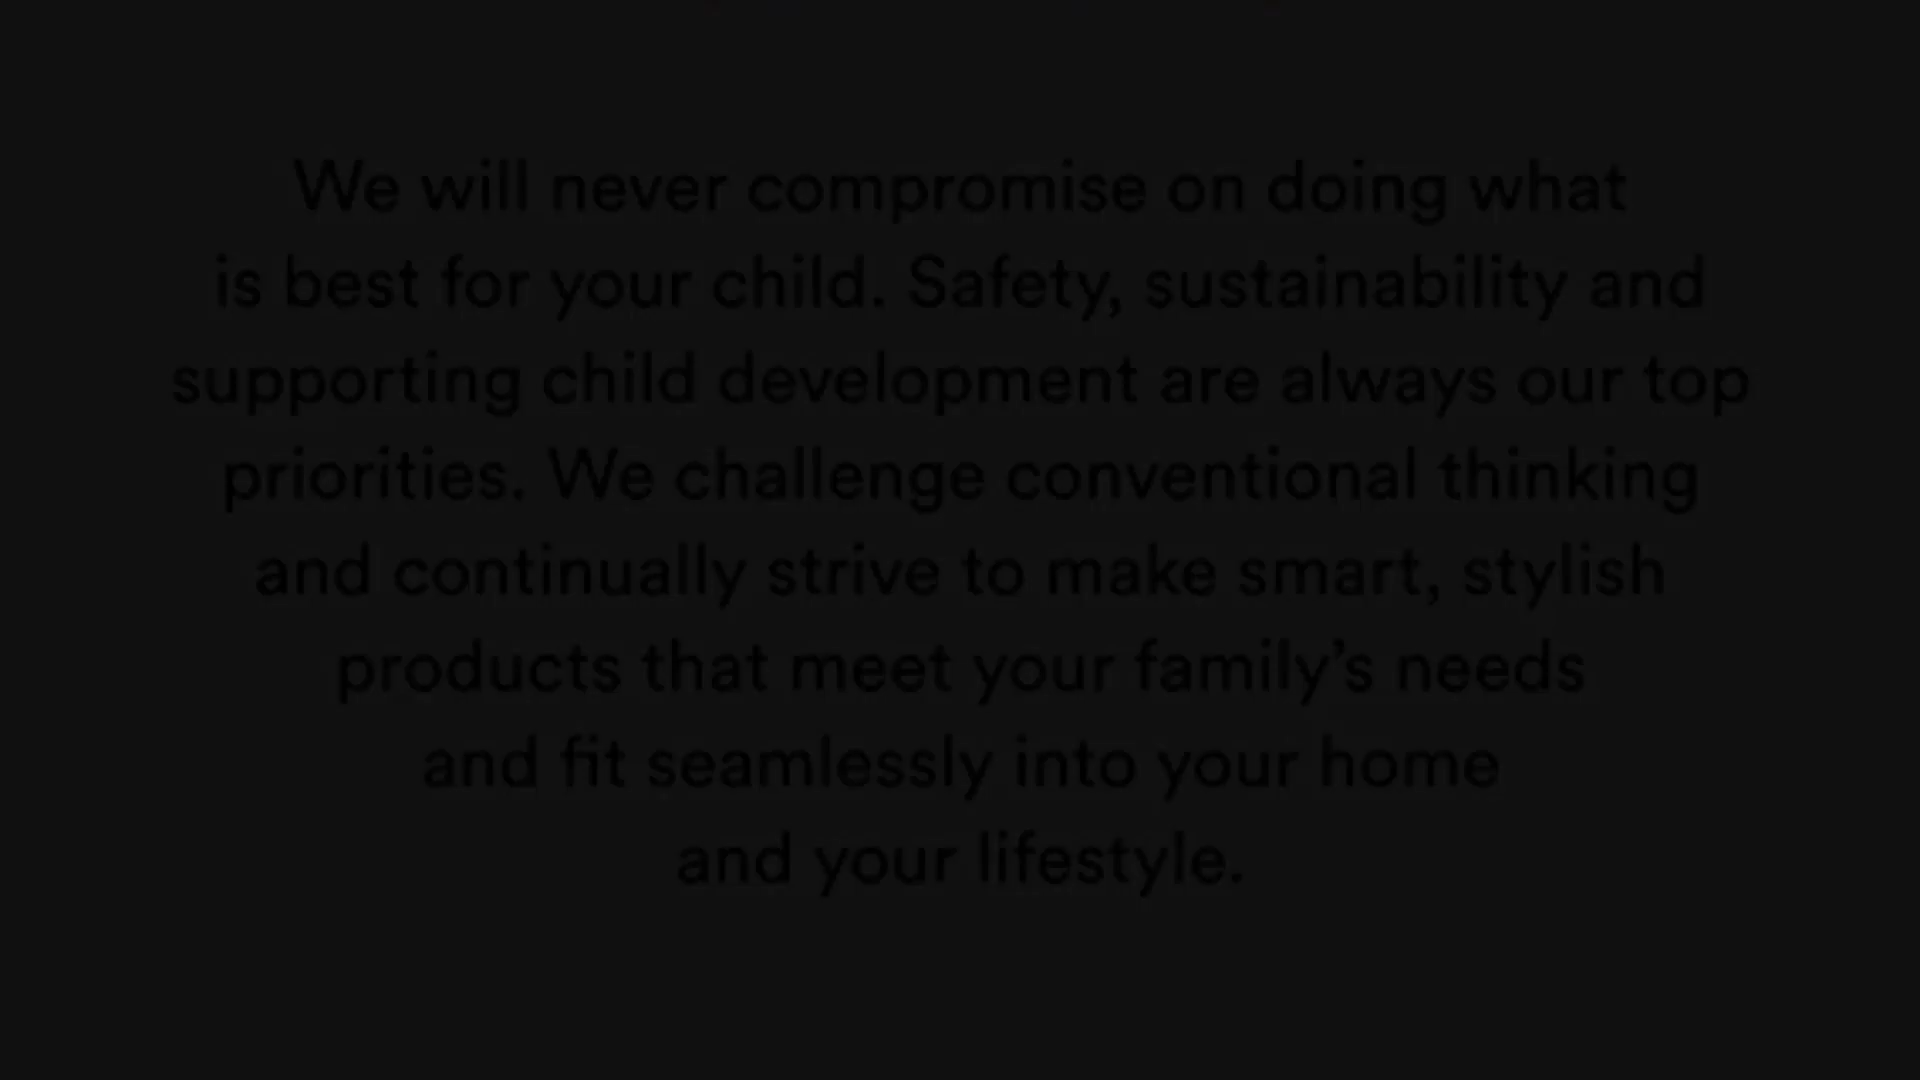 We will never compromise on doing what
is best for your child. Safety, sustainability and
supporting child development are always our top
priorities. We challenge conventional thinking
and continually strive to make smart, stylish
products that meet your family’s needs
and fit seamlessly into your home
and your lifestyle.